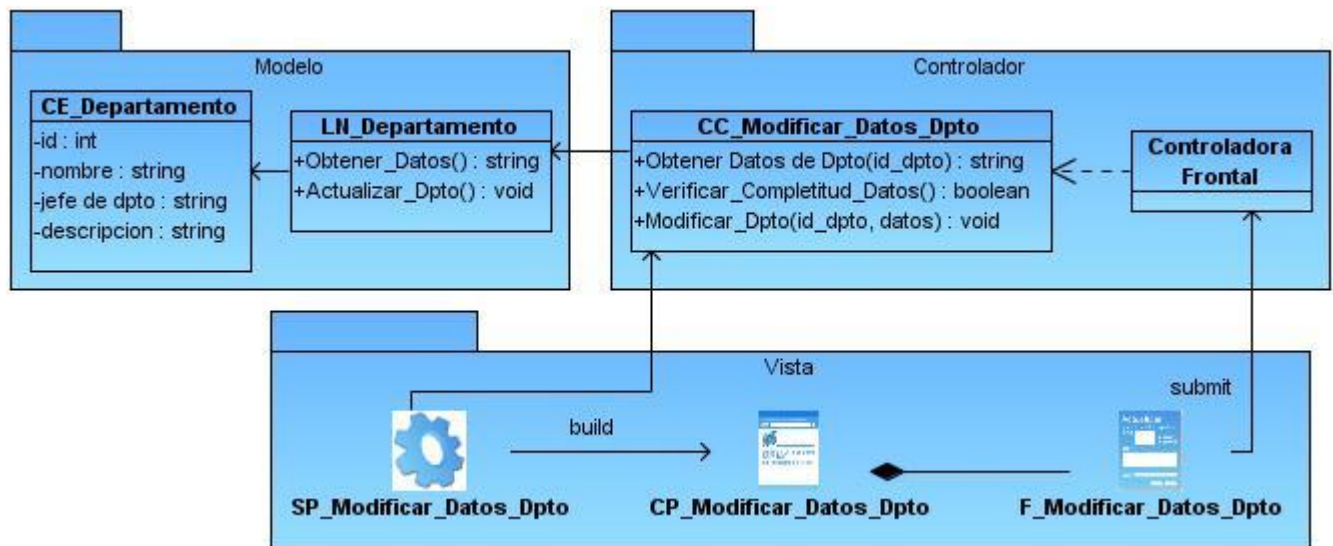 Modelo
CE_Departamento
-id : int
-nombre : string
-jefe de dpto : string
-descripcion : string
LN_Departamento
+Obtener_Datos() : string
+Actualizar_Dpto() : void
Controlador
CC_Modificar_Datos_Dpto
+Obtener Datos de Dpto(id_dpto) : string
+Verificar_Completitud_Datos() : boolean
+Modificar_Dpto(id_dpto, datos) : void
Controladora
Frontal
Vista
submit
build
SP_Modificar_Datos_Dpto
CP_Modificar_Datos_Dpto
F_Modificar_Datos_Dpto